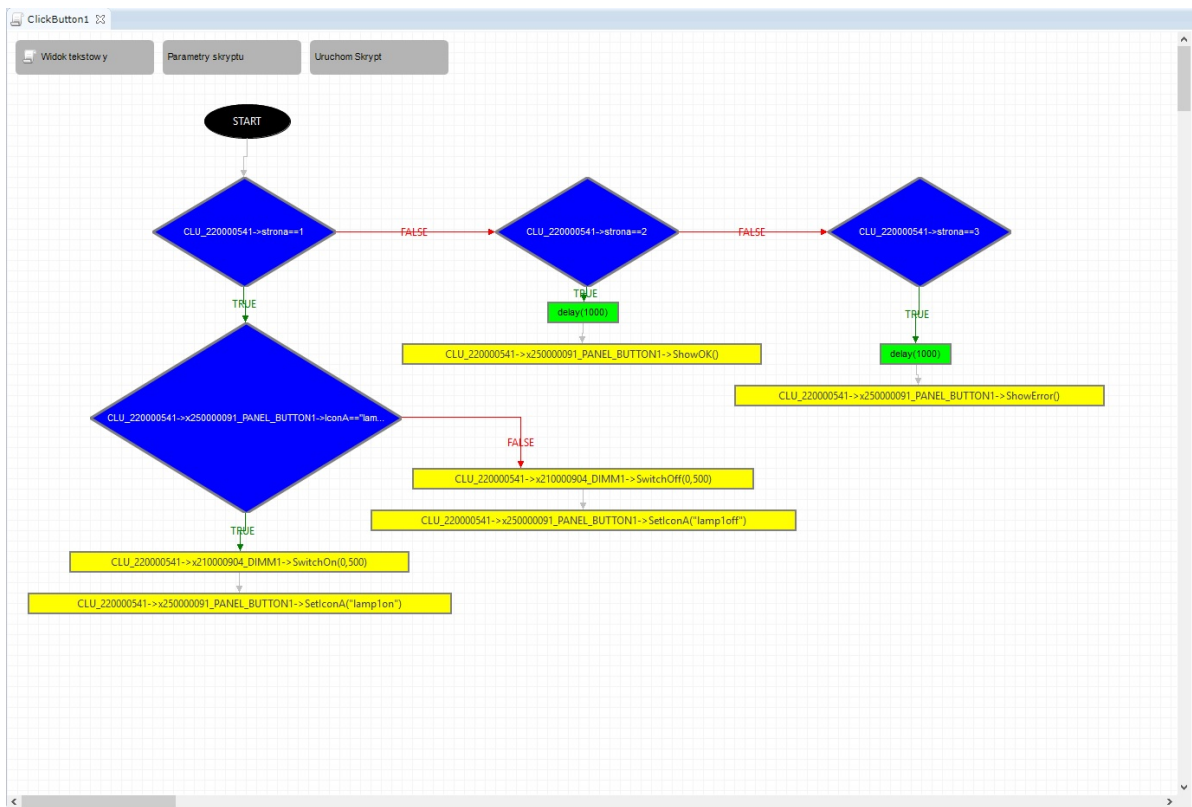 ClickButton1
Widok tekstowy
Parametry skryptu
Uruchom Skrypt
START
CLU_220000541->strona==1
FALSE
CLU_220000541->strona==2
FALSE
CLU_220000541->strona==3
TRUE
TRUE
TRUE
delay(1000)
CLU_220000541->x250000091_PANEL_BUTTON1->ShowOK()
delay(1000)
CLU_220000541->x250000091_PANEL_BUTTON1->ShowError()
CLU_220000541->x250000091_PANEL_BUTTON1->IconA=="lam...
FALSE
CLU_220000541->x210000904_DIMM1->SwitchOff(0,500)
CLU_220000541->x250000091_PANEL_BUTTON1->SetIconA("lamp1off")
TRUE
CLU_220000541->x210000904_DIMM1->SwitchOn(0,500)
CLU_220000541->x250000091_PANEL_BUTTON1->SetIconA("lamp1on")